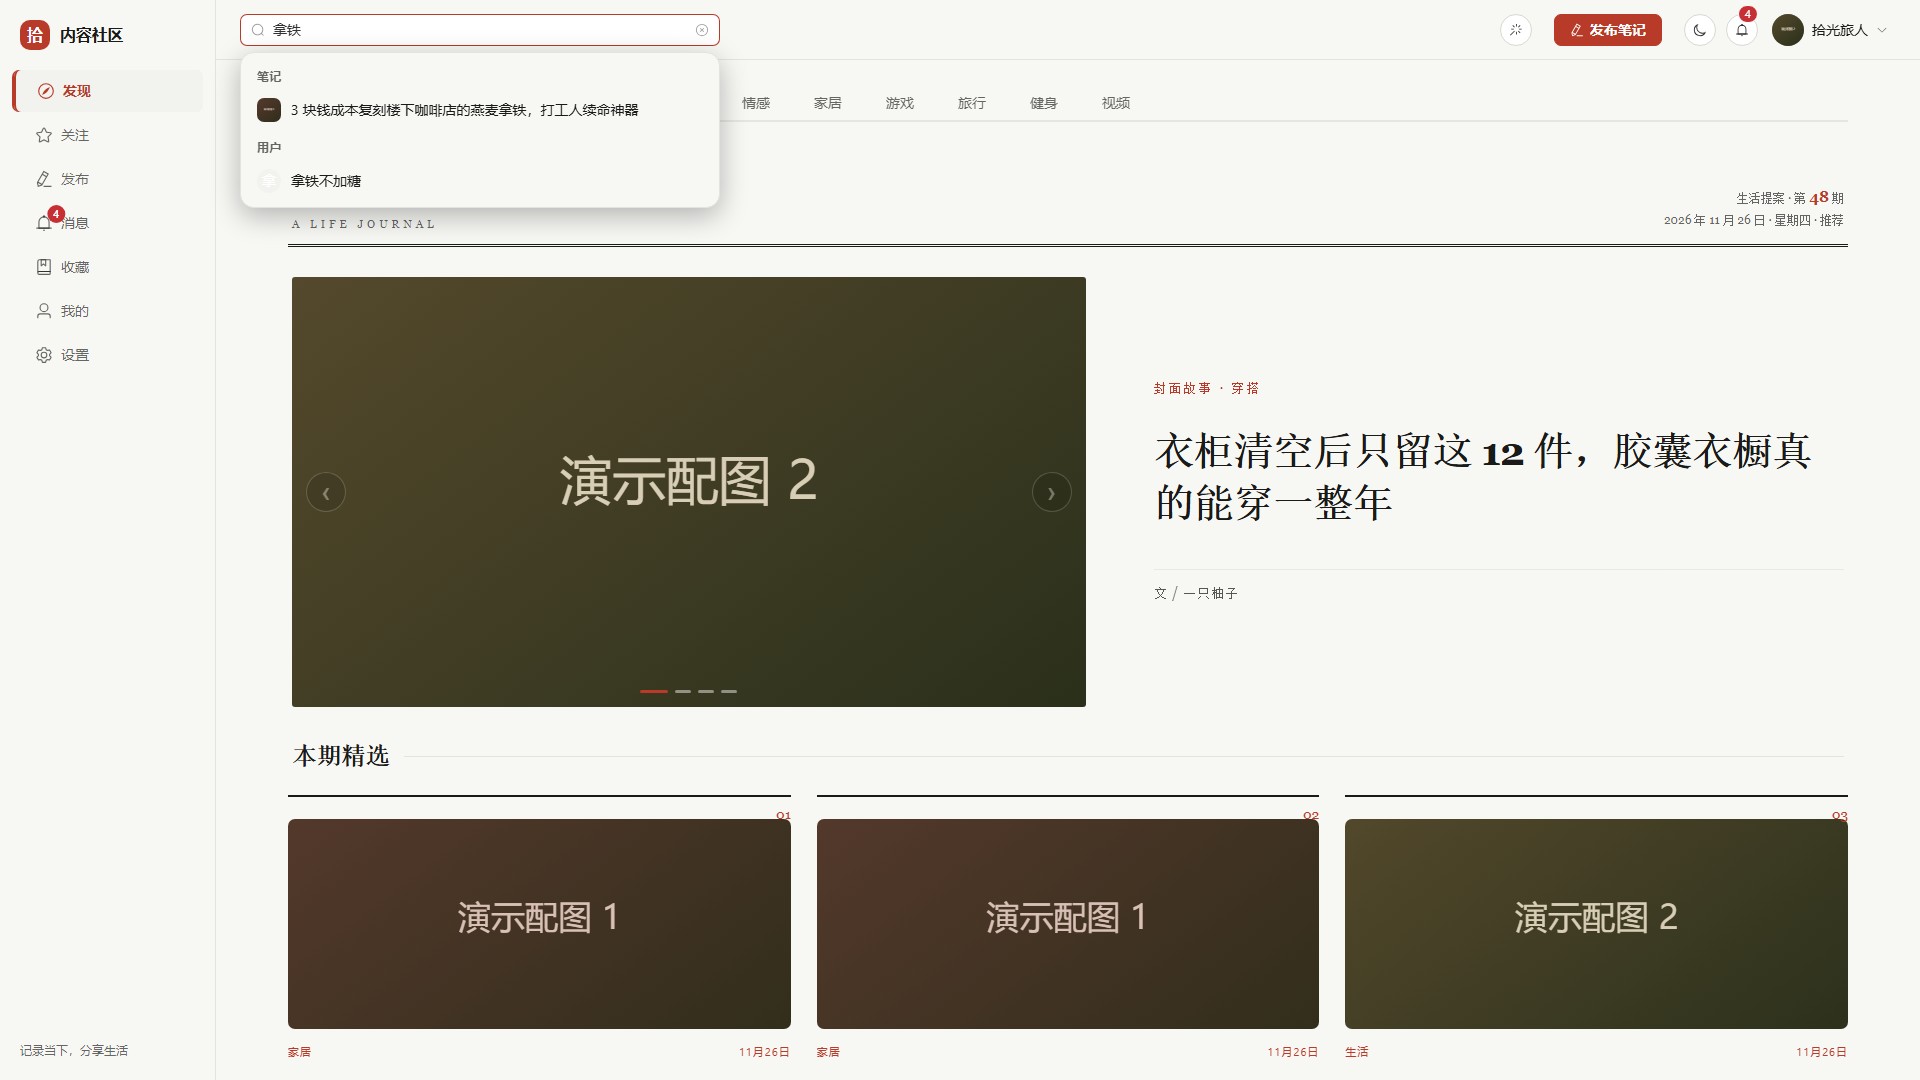 拾 内容社区
拿铁
发布笔记
4
拾光旅人
发现
关注
发布
4
消息
收藏
我的
设置
记录当下，分享生活
笔记
3 块钱成本复刻楼下咖啡店的燕麦拿铁，打工人续命神器
用户
拿 拿铁不加糖
情感 家居 游戏 旅行 健身 视频
A LIFE JOURNAL
生活提案 · 第 48 期
2026 年 11 月 26 日 · 星期四 · 推荐
演示配图 2
封面故事 · 穿搭
衣柜清空后只留这 12 件，胶囊衣橱真
的能穿一整年
文 / 一只柚子
本期精选
01
演示配图 1
家居 11月26日
02
演示配图 1
家居 11月26日
03
演示配图 2
生活 11月26日